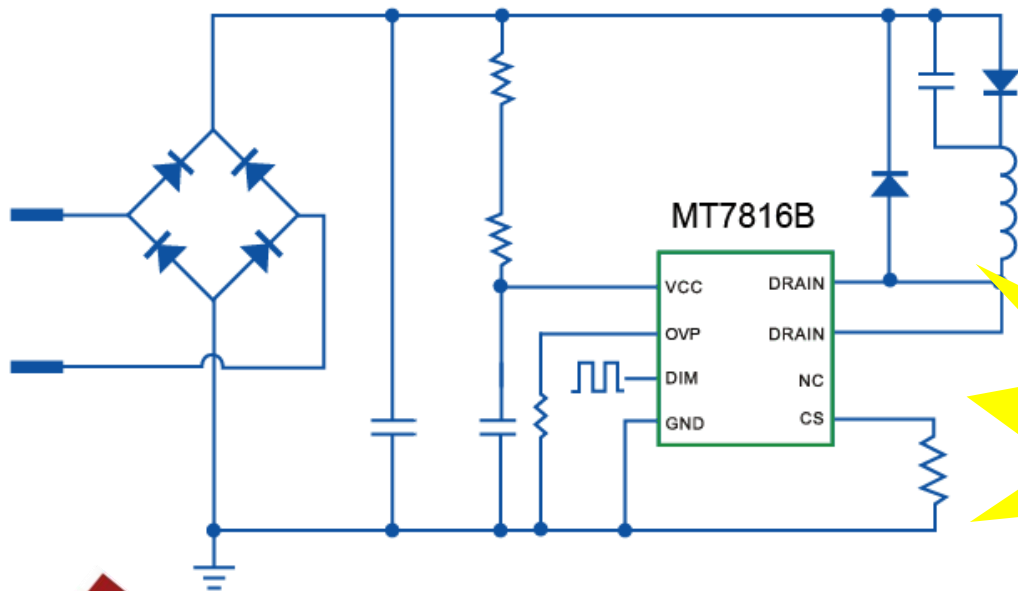 MT7816B
VCC
DRAIN
OVP
DRAIN
DIM
NC
GND
CS